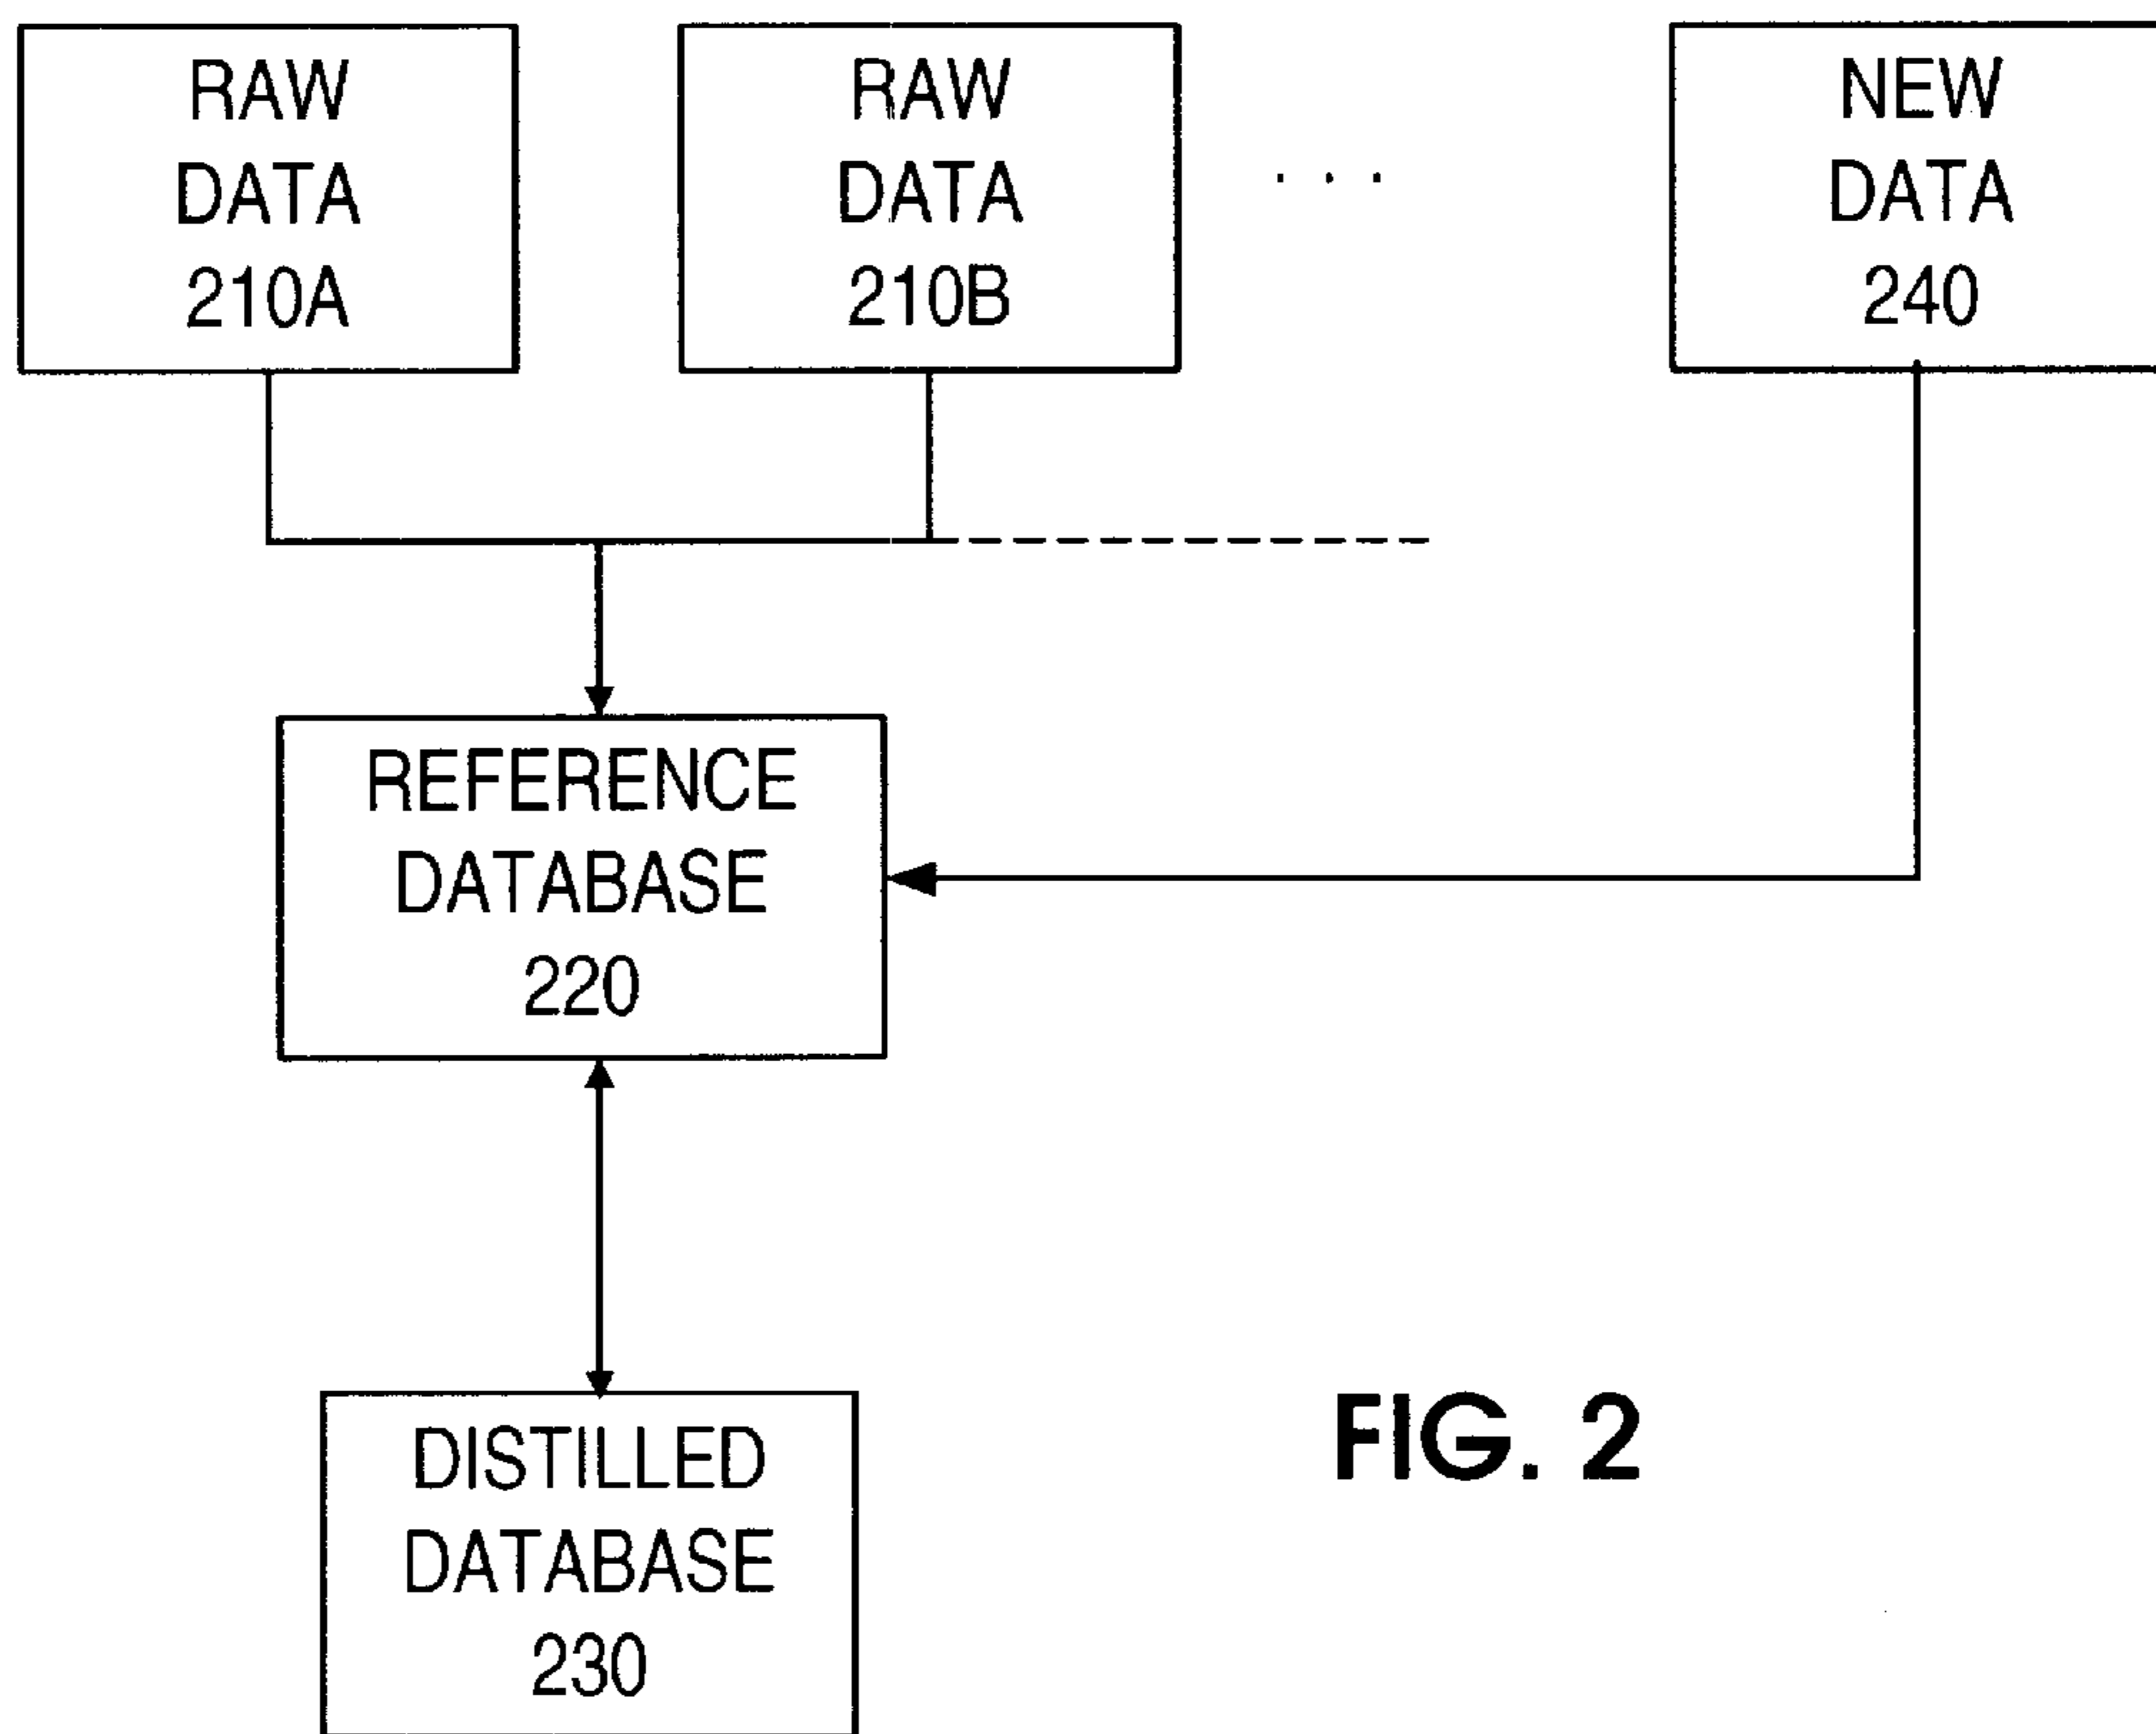 RAW
DATA
210A
RAW
DATA
210B
. . .
NEW
DATA
240
REFERENCE
DATABASE
220
DISTILLED
DATABASE
230
FIG. 2